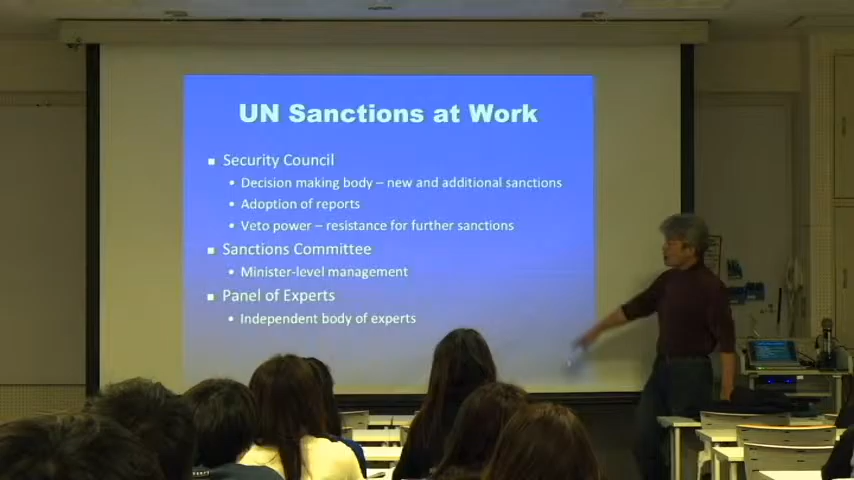 UN Sanctions at Work
▪ Security Council
• Decision making body – new and additional sanctions
• Adoption of reports
• Veto power – resistance for further sanctions
▪ Sanctions Committee
• Minister-level management
▪ Panel of Experts
• Independent body of experts